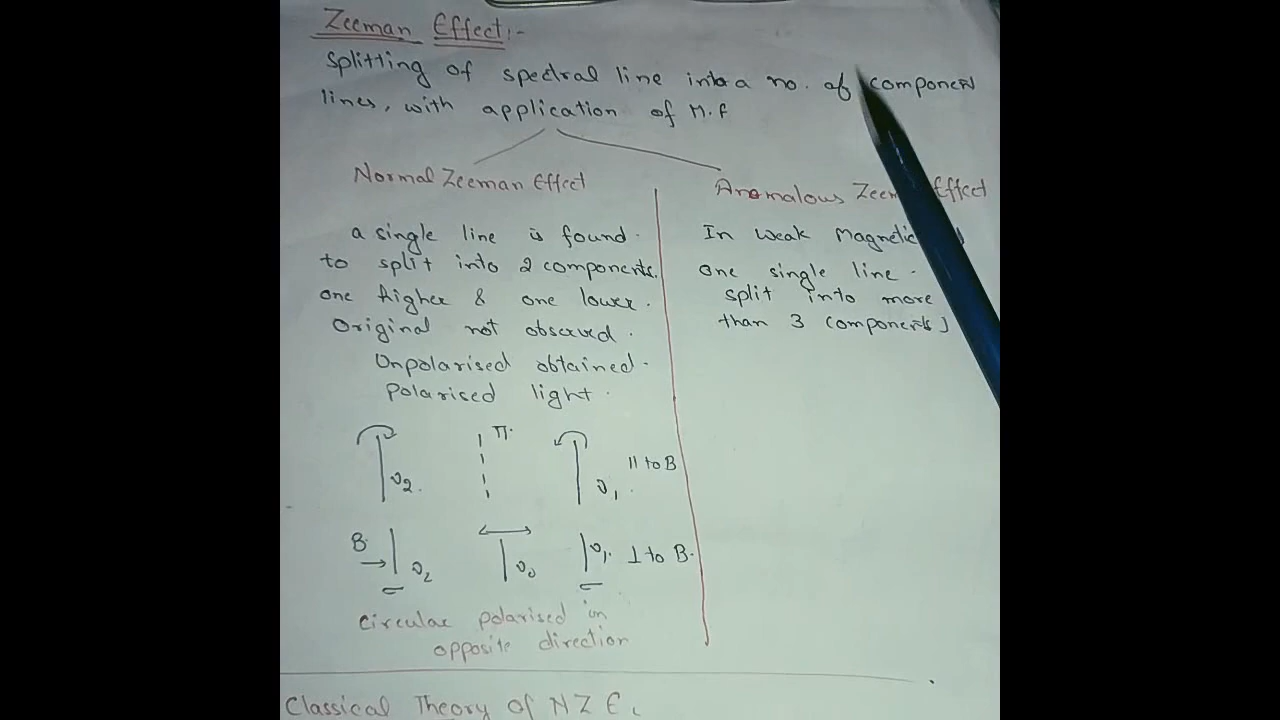 Zeeman Effect:-
Splitting of spectral line into a no. of component
lines, with application of M.F
Normal Zeeman Effect
a single line is found
to split into 2 components.
one higher & one lower.
Original not observed.
Unpolarised obtained.
polarised light.
π
ν2
ν1
11 to B
B
ν2
ν0
ν1
⊥ to B.
circular polarised in
opposite direction
Anomalous Effect
In weak Magnetic
one single line.
split into more
than 3 components
Classical Theory of NZE.